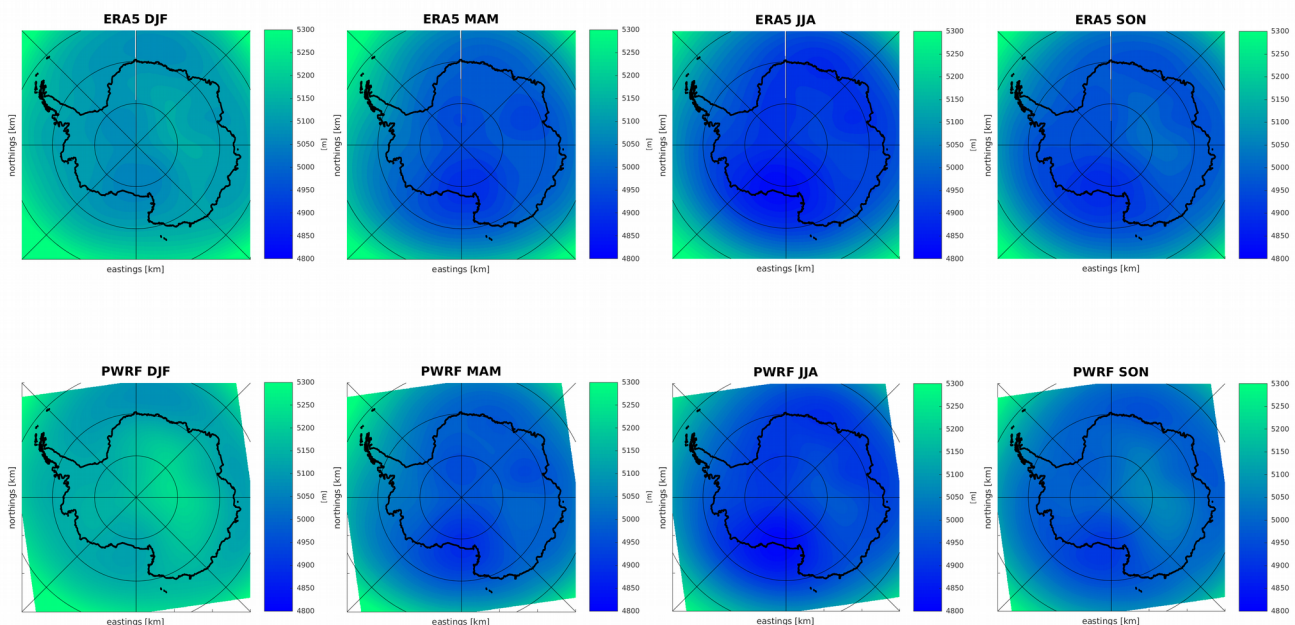 ERA5 DJF
ERA5 MAM
ERA5 JJA
ERA5 SON
northings [km]
eastings [km]
5300
5250
5200
5150
5100
5050
5000
4950
4900
4850
4800
[m]
northings [km]
eastings [km]
5300
5250
5200
5150
5100
5050
5000
4950
4900
4850
4800
[m]
northings [km]
eastings [km]
5300
5250
5200
5150
5100
5050
5000
4950
4900
4850
4800
[m]
northings [km]
eastings [km]
5300
5250
5200
5150
5100
5050
5000
4950
4900
4850
4800
PWRF DJF
PWRF MAM
PWRF JJA
PWRF SON
northings [km]
eastings [km]
5300
5250
5200
5150
5100
5050
5000
4950
4900
4850
4800
[m]
northings [km]
eastings [km]
5300
5250
5200
5150
5100
5050
5000
4950
4900
4850
4800
[m]
northings [km]
eastings [km]
5300
5250
5200
5150
5100
5050
5000
4950
4900
4850
4800
[m]
northings [km]
eastings [km]
5300
5250
5200
5150
5100
5050
5000
4950
4900
4850
4800